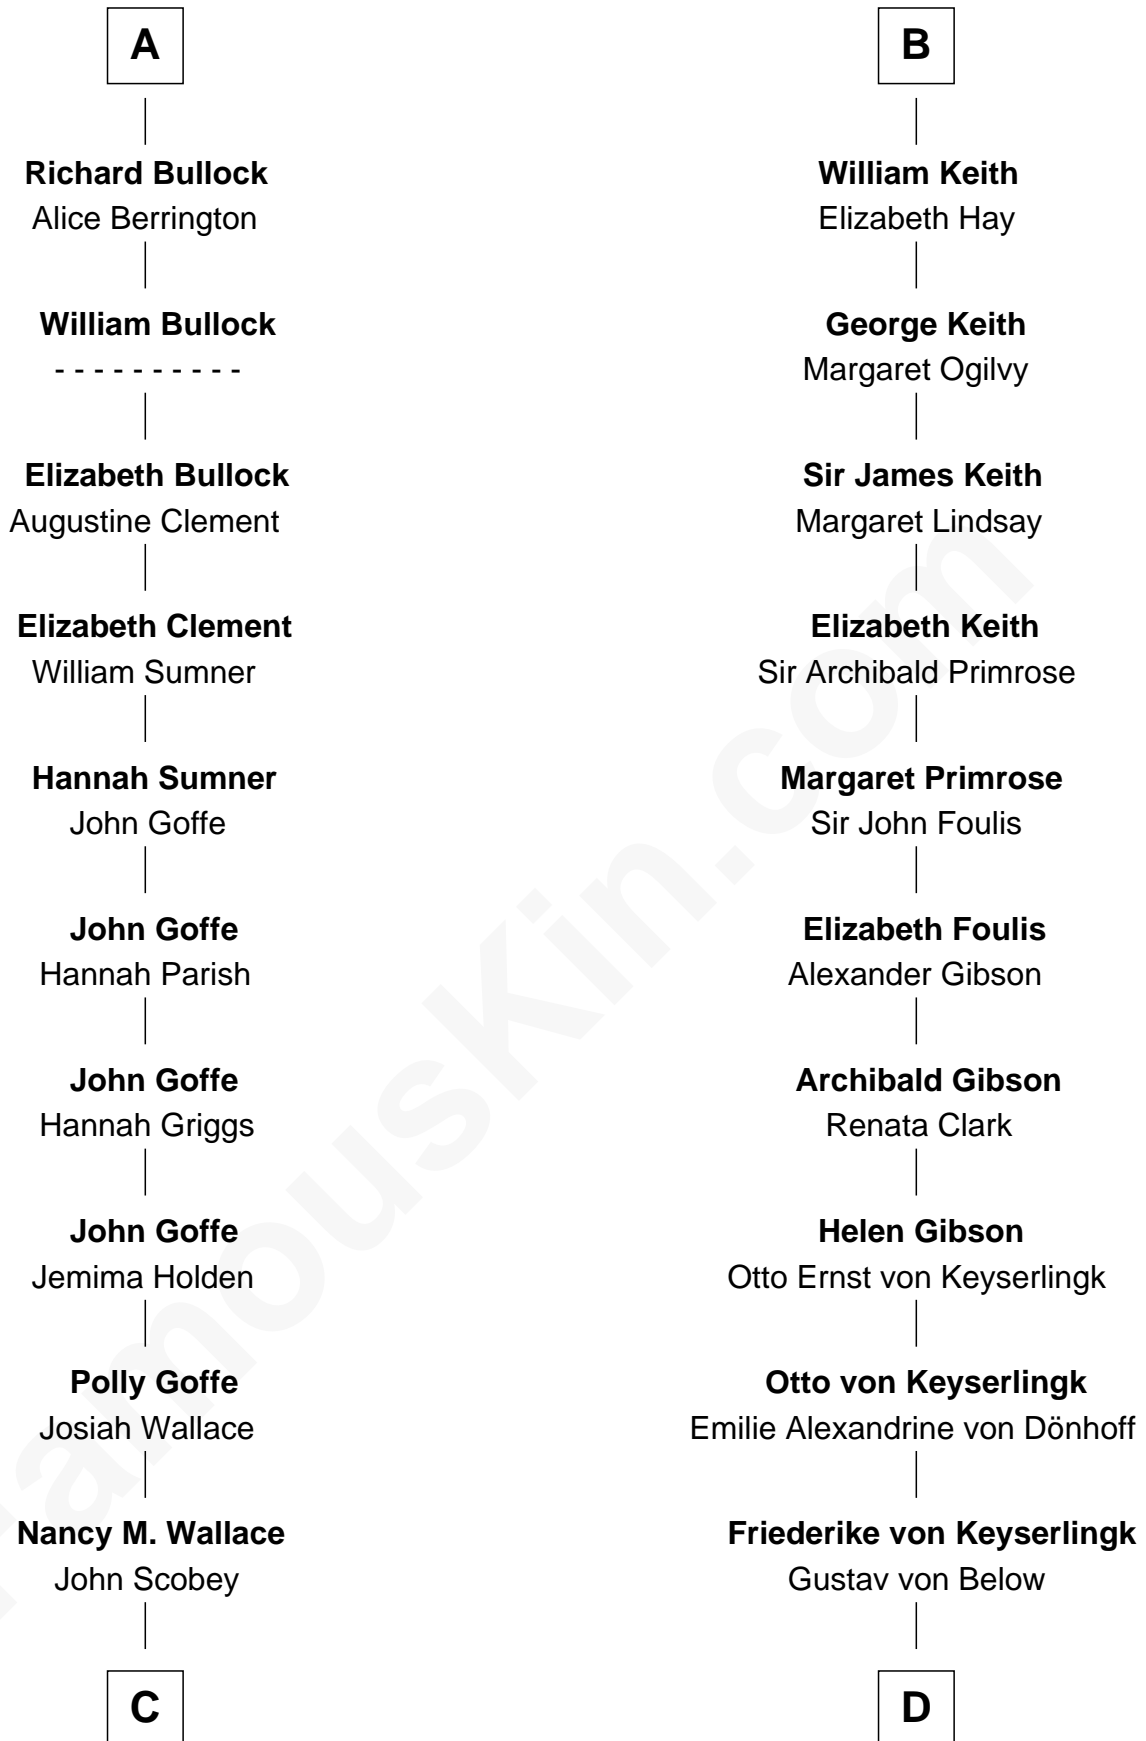 A
Richard Bullock
Alice Berrington
William Bullock
- - - - - - - - - -
Elizabeth Bullock
Augustine Clement
Elizabeth Clement
William Sumner
Hannah Sumner
John Goffe
John Goffe
Hannah Parish
John Goffe
Hannah Griggs
John Goffe
Jemima Holden
Polly Goffe
Josiah Wallace
Nancy M. Wallace
John Scobey
C
B
William Keith
Elizabeth Hay
George Keith
Margaret Ogilvy
Sir James Keith
Margaret Lindsay
Elizabeth Keith
Sir Archibald Primrose
Margaret Primrose
Sir John Foulis
Elizabeth Foulis
Alexander Gibson
Archibald Gibson
Renata Clark
Helen Gibson
Otto Ernst von Keyserlingk
Otto von Keyserlingk
Emilie Alexandrine von Dönhoff
Friederike von Keyserlingk
Gustav von Below
D
FamousKin.com